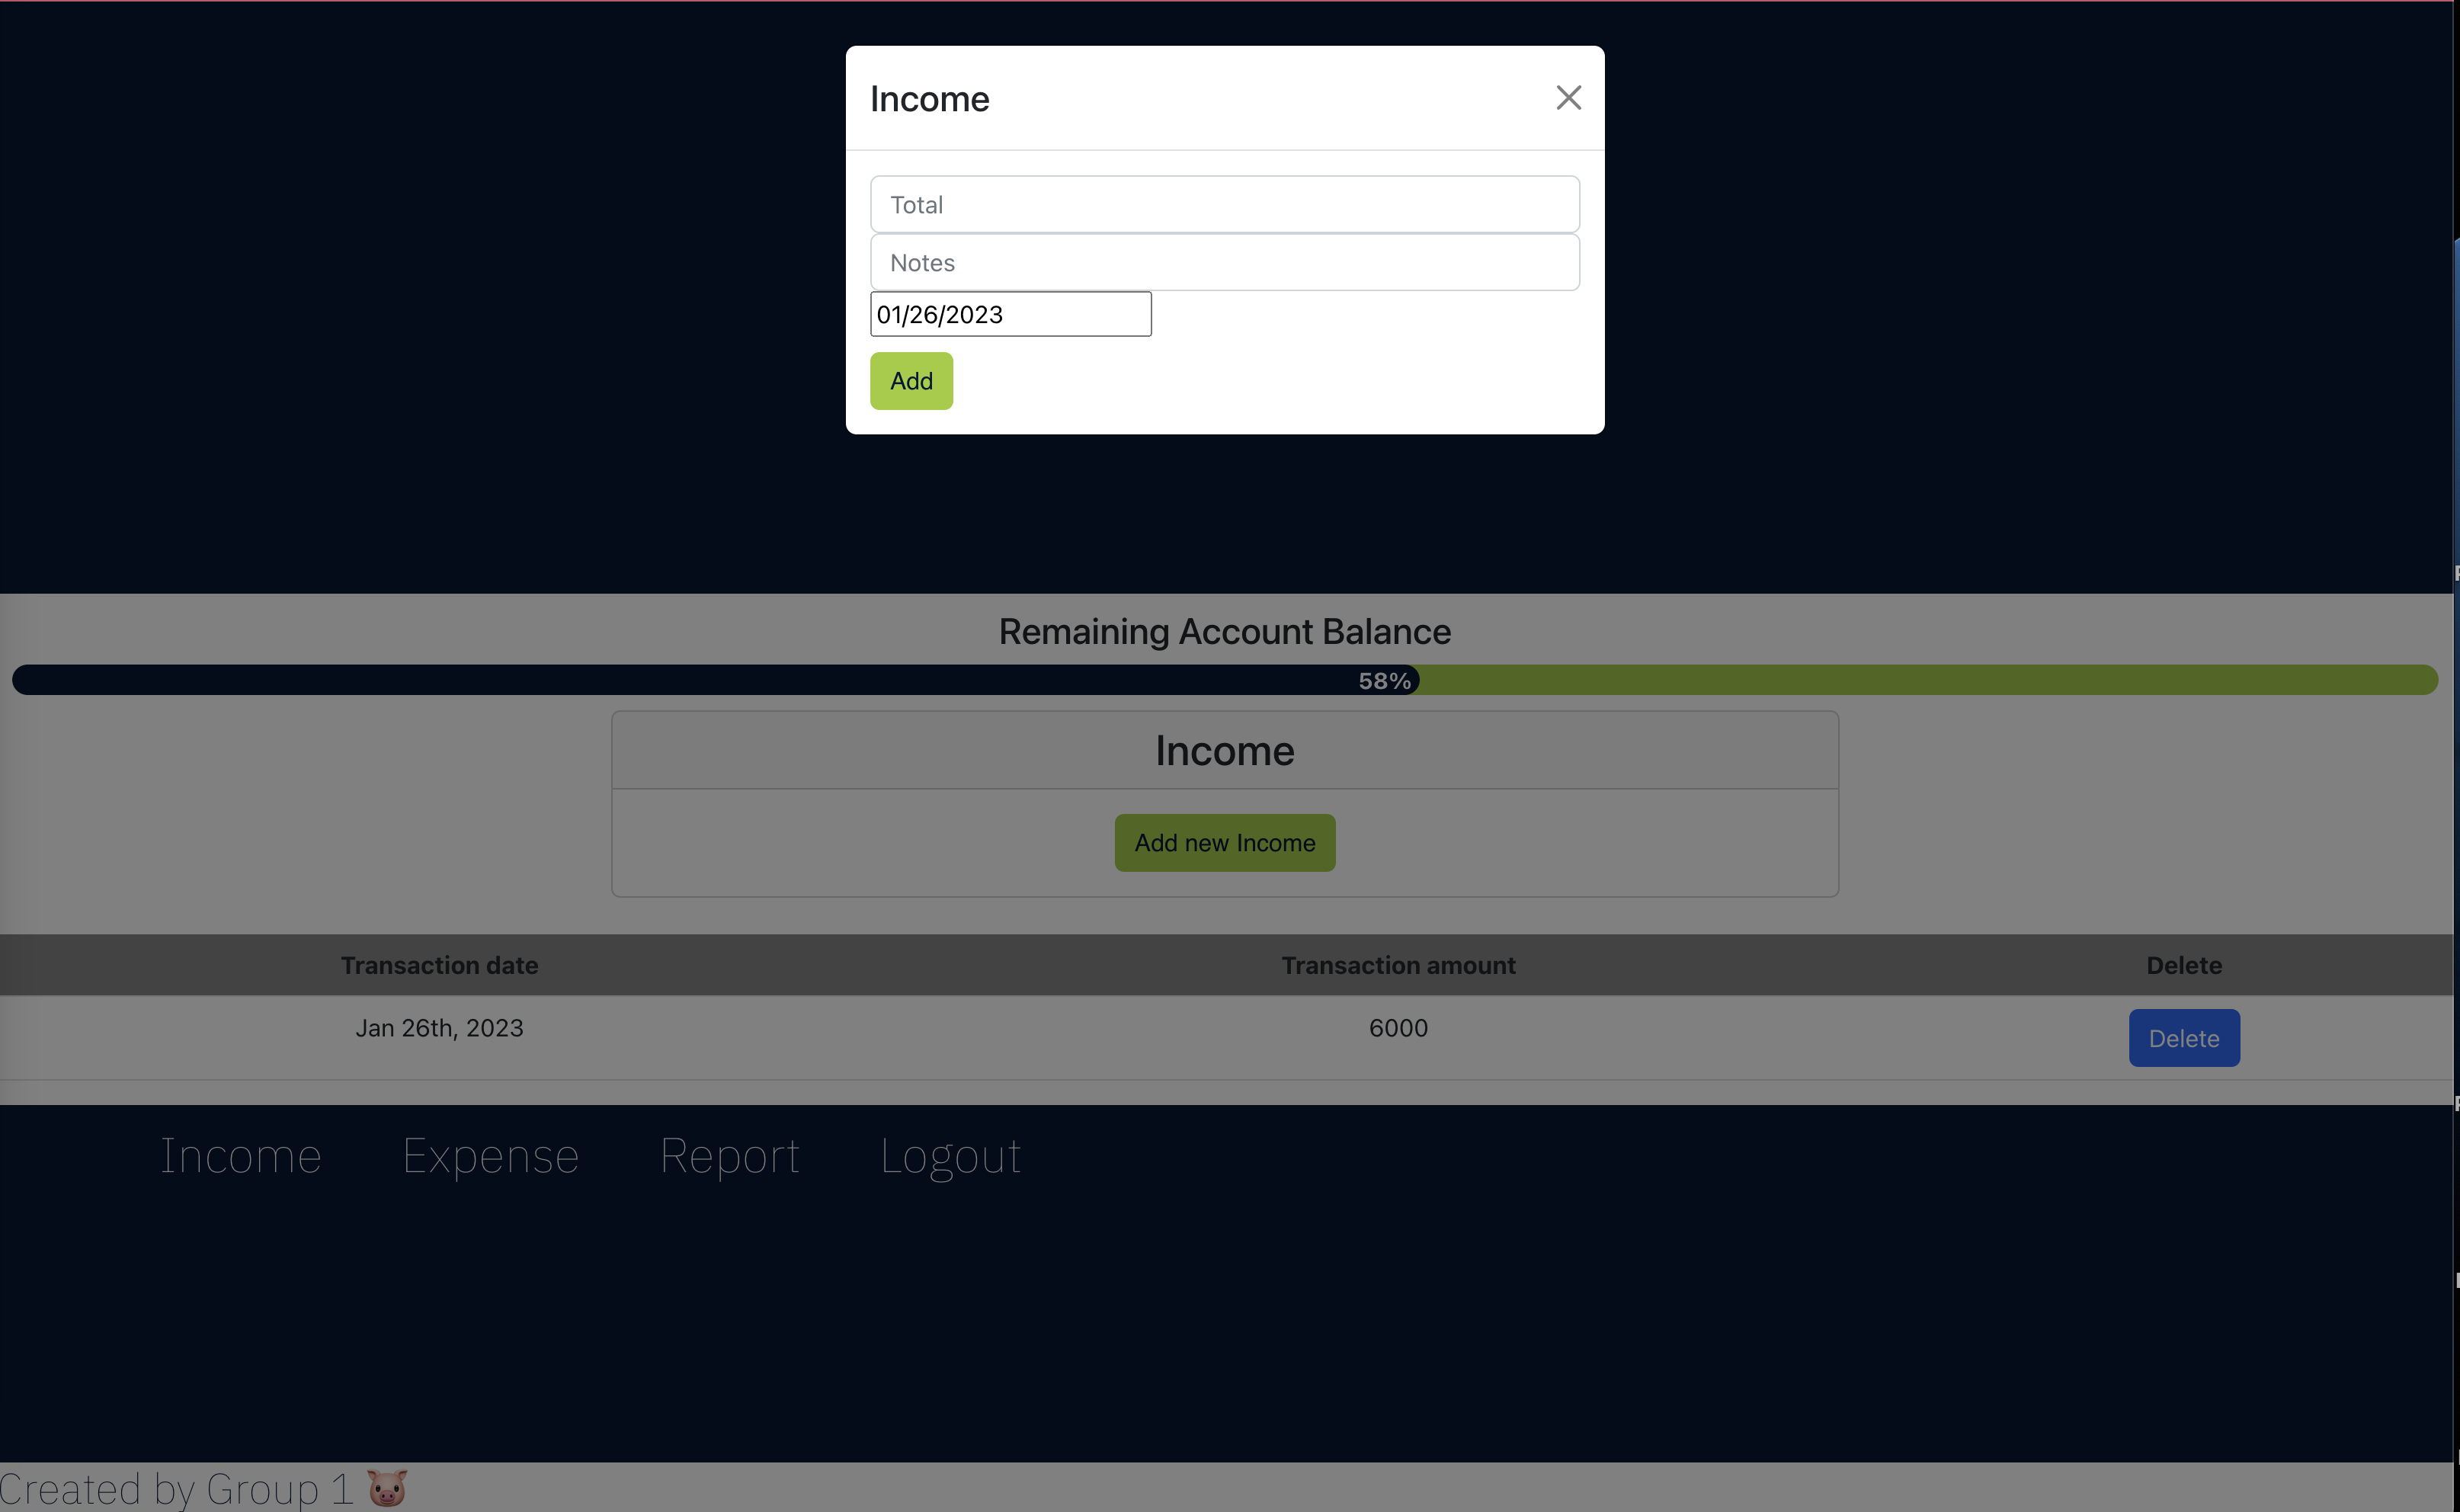 Income
Total
Notes
01/26/2023
Add
Remaining Account Balance
58%
Income
Add new Income
Transaction date Transaction amount Delete
Jan 26th, 2023 6000 Delete
Income Expense Report Logout
Created by Group 1 🐷